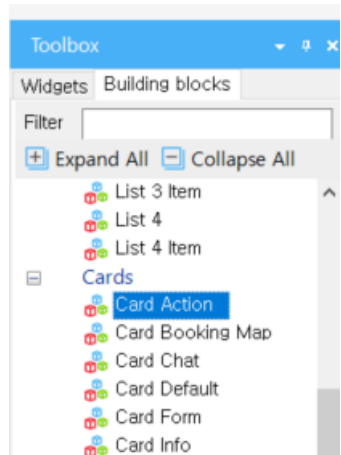 Toolbox
Widgets Building blocks
Filter
Expand All Collapse All
List 3 Item
List 4
List 4 Item
Cards
Card Action
Card Booking Map
Card Chat
Card Default
Card Form
Card Info